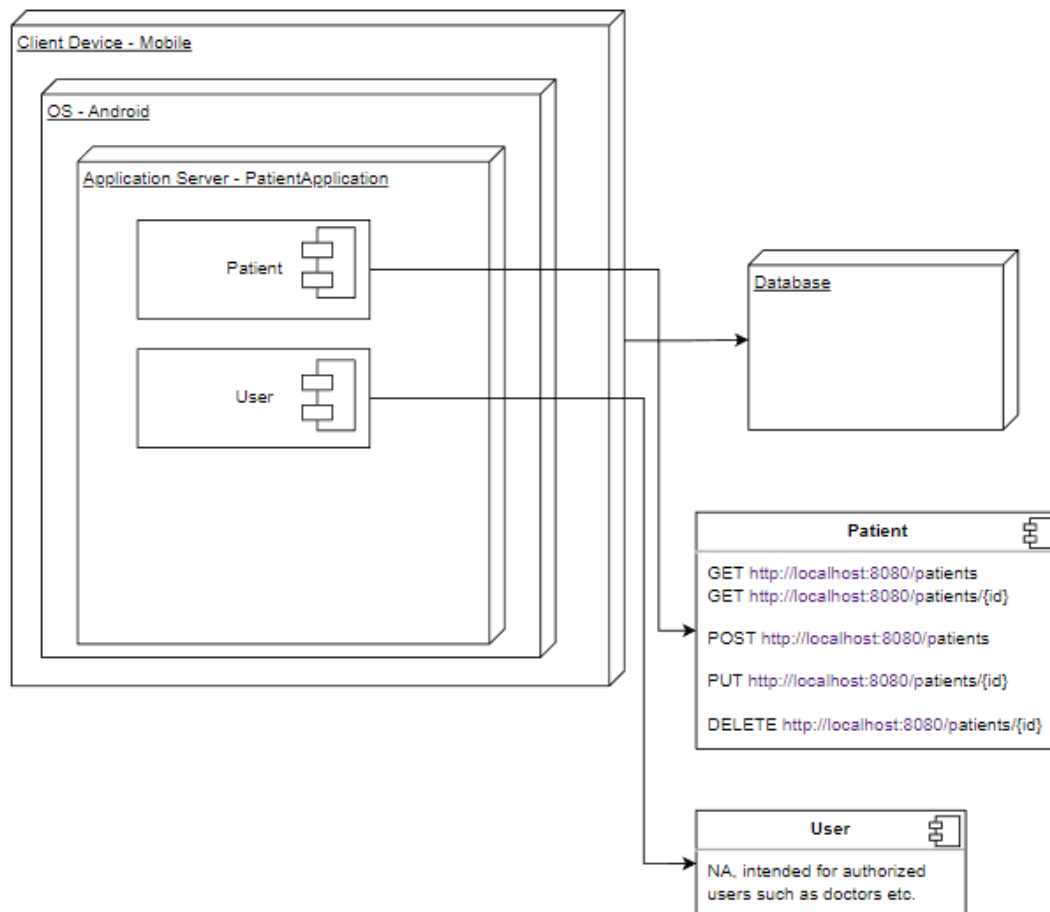 Client Device - Mobile
OS - Android
Application Server - PatientApplication
Patient
User
Database
Patient
GET http://localhost:8080/patients
GET http://localhost:8080/patients/{id}
POST http://localhost:8080/patients
PUT http://localhost:8080/patients/{id}
DELETE http://localhost:8080/patients/{id}
User
NA, intended for authorized
users such as doctors etc.